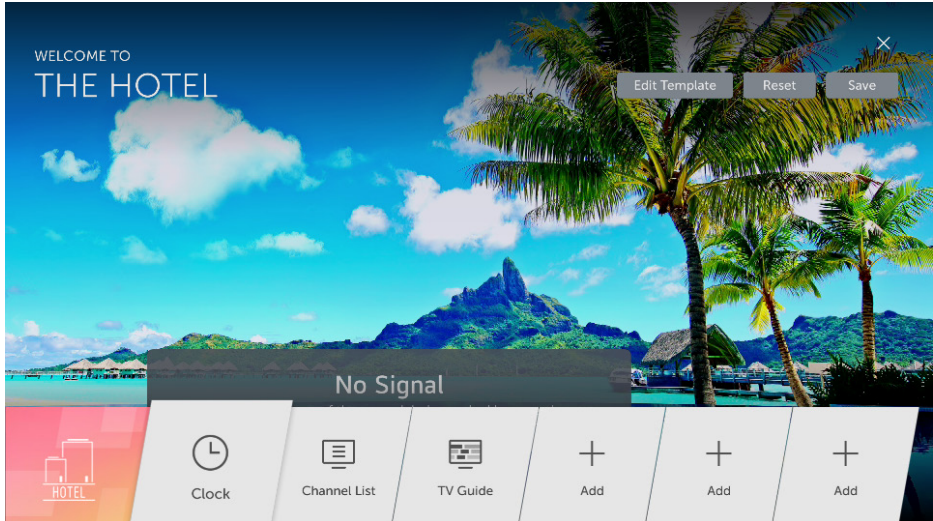 WELCOME TO
THE HOTEL
Edit Template
Reset
Save
No Signal
HOTEL
Clock
Channel List
TV Guide
Add
Add
Add